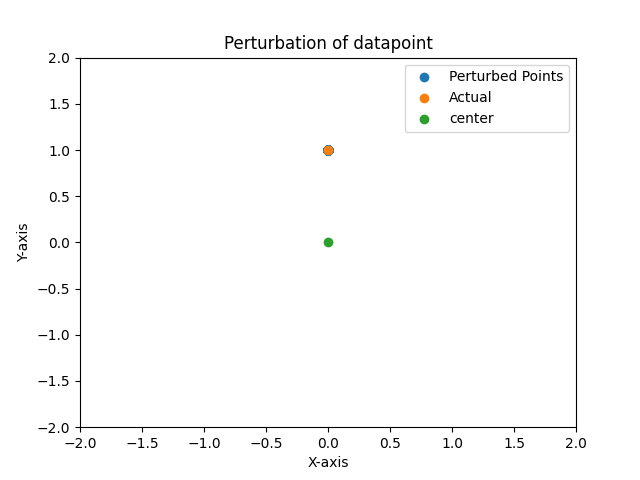 Perturbation of datapoint
Perturbed Points
Actual
center
2.0
1.5
1.0
0.5
0.0
−0.5
−1.0
−1.5
−2.0
Y-axis
−2.0 −1.5 −1.0 −0.5 0.0 0.5 1.0 1.5 2.0
X-axis